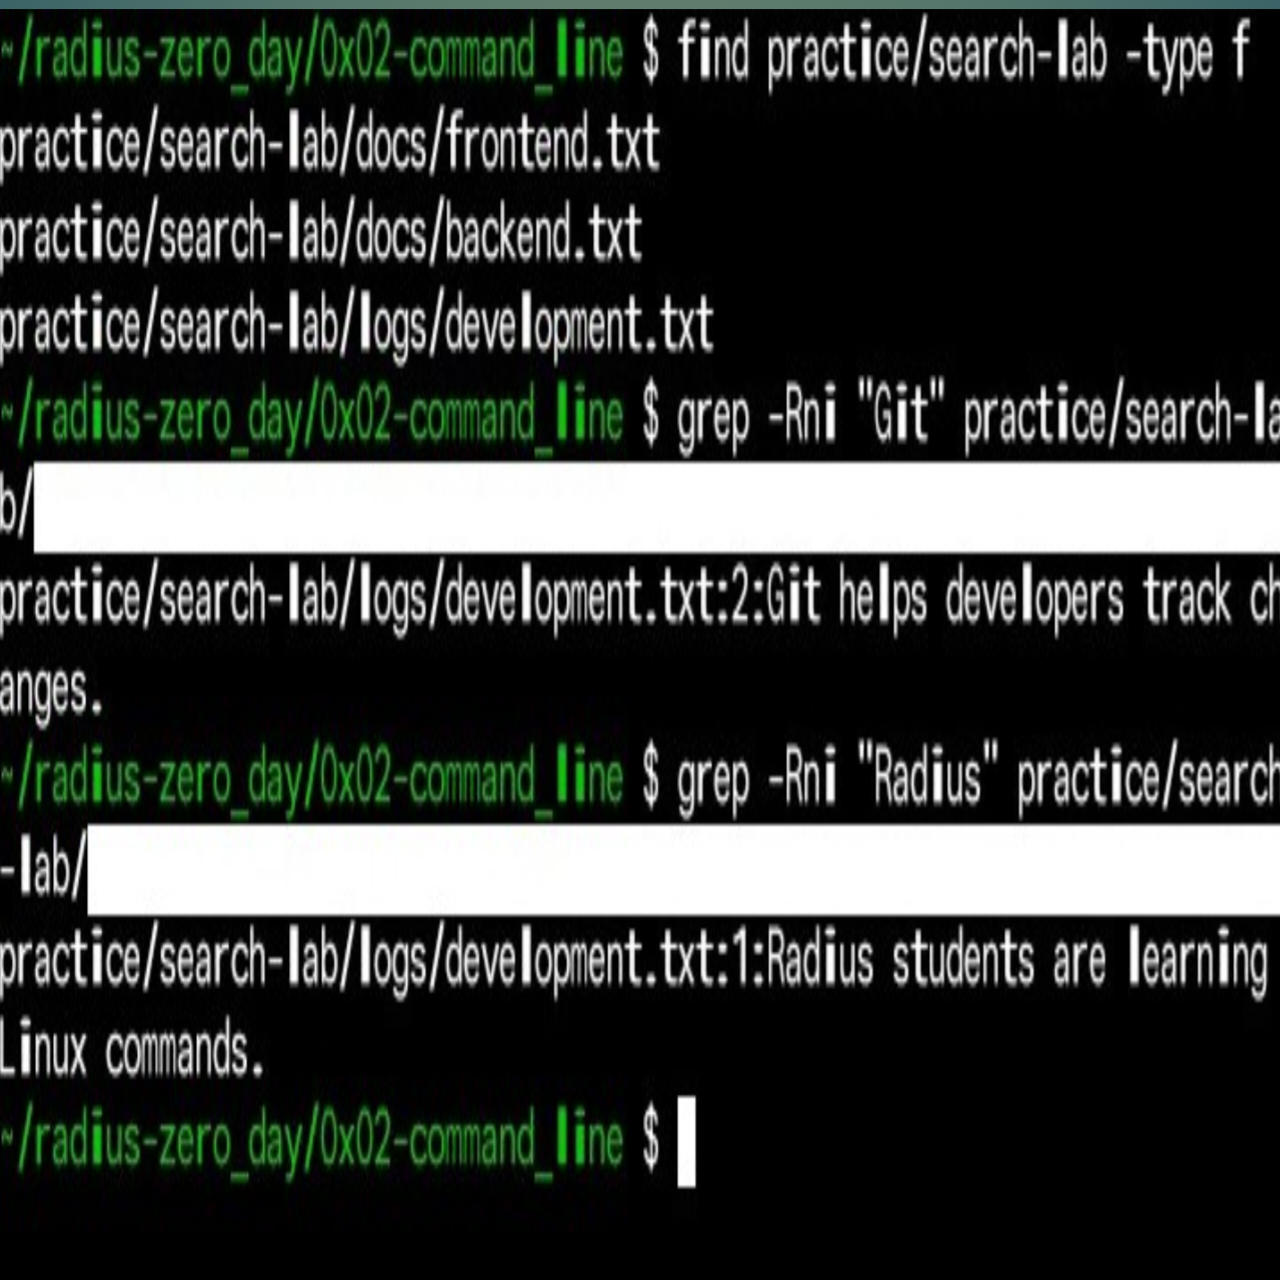 ~/radius-zero_day/0x02-command_line $ find practice/search-lab -type f
practice/search-lab/docs/frontend.txt
practice/search-lab/docs/backend.txt
practice/search-lab/logs/development.txt
~/radius-zero_day/0x02-command_line $ grep -Rni "Git" practice/search-la
b/
practice/search-lab/logs/development.txt:2:Git helps developers track ch
anges.
~/radius-zero_day/0x02-command_line $ grep -Rni "Radius" practice/search
-lab/
practice/search-lab/logs/development.txt:1:Radius students are learning
Linux commands.
~/radius-zero_day/0x02-command_line $